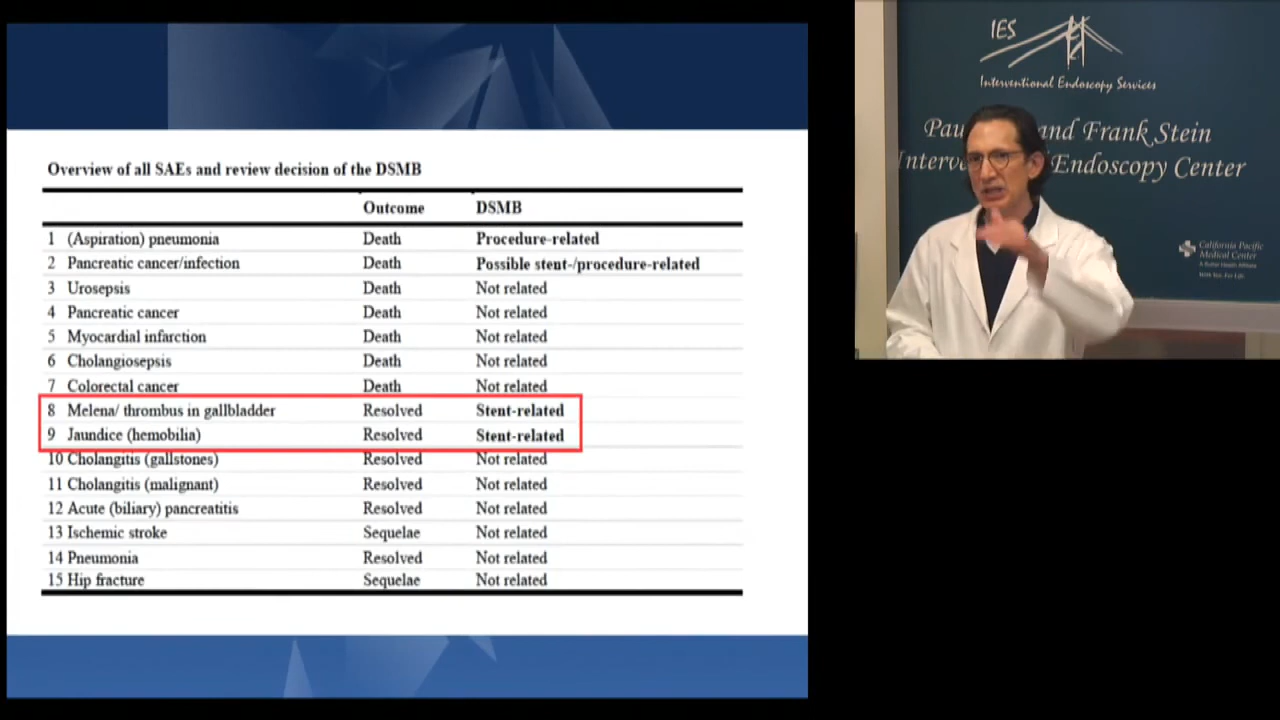 Overview of all SAEs and review decision of the DSMB
Outcome DSMB
1 (Aspiration) pneumonia Death Procedure-related
2 Pancreatic cancer/infection Death Possible stent-/procedure-related
3 Urosepsis Death Not related
4 Pancreatic cancer Death Not related
5 Myocardial infarction Death Not related
6 Cholangiosepsis Death Not related
7 Colorectal cancer Death Not related
8 Melena/ thrombus in gallbladder Resolved Stent-related
9 Jaundice (hemobilia) Resolved Stent-related
10 Cholangitis (gallstones) Resolved Not related
11 Cholangitis (malignant) Resolved Not related
12 Acute (biliary) pancreatitis Resolved Not related
13 Ischemic stroke Sequelae Not related
14 Pneumonia Resolved Not related
15 Hip fracture Sequelae Not related
IES
Interventional Endoscopy Services
and Frank Stein
Endoscopy Center
California Pacific
Medical Center